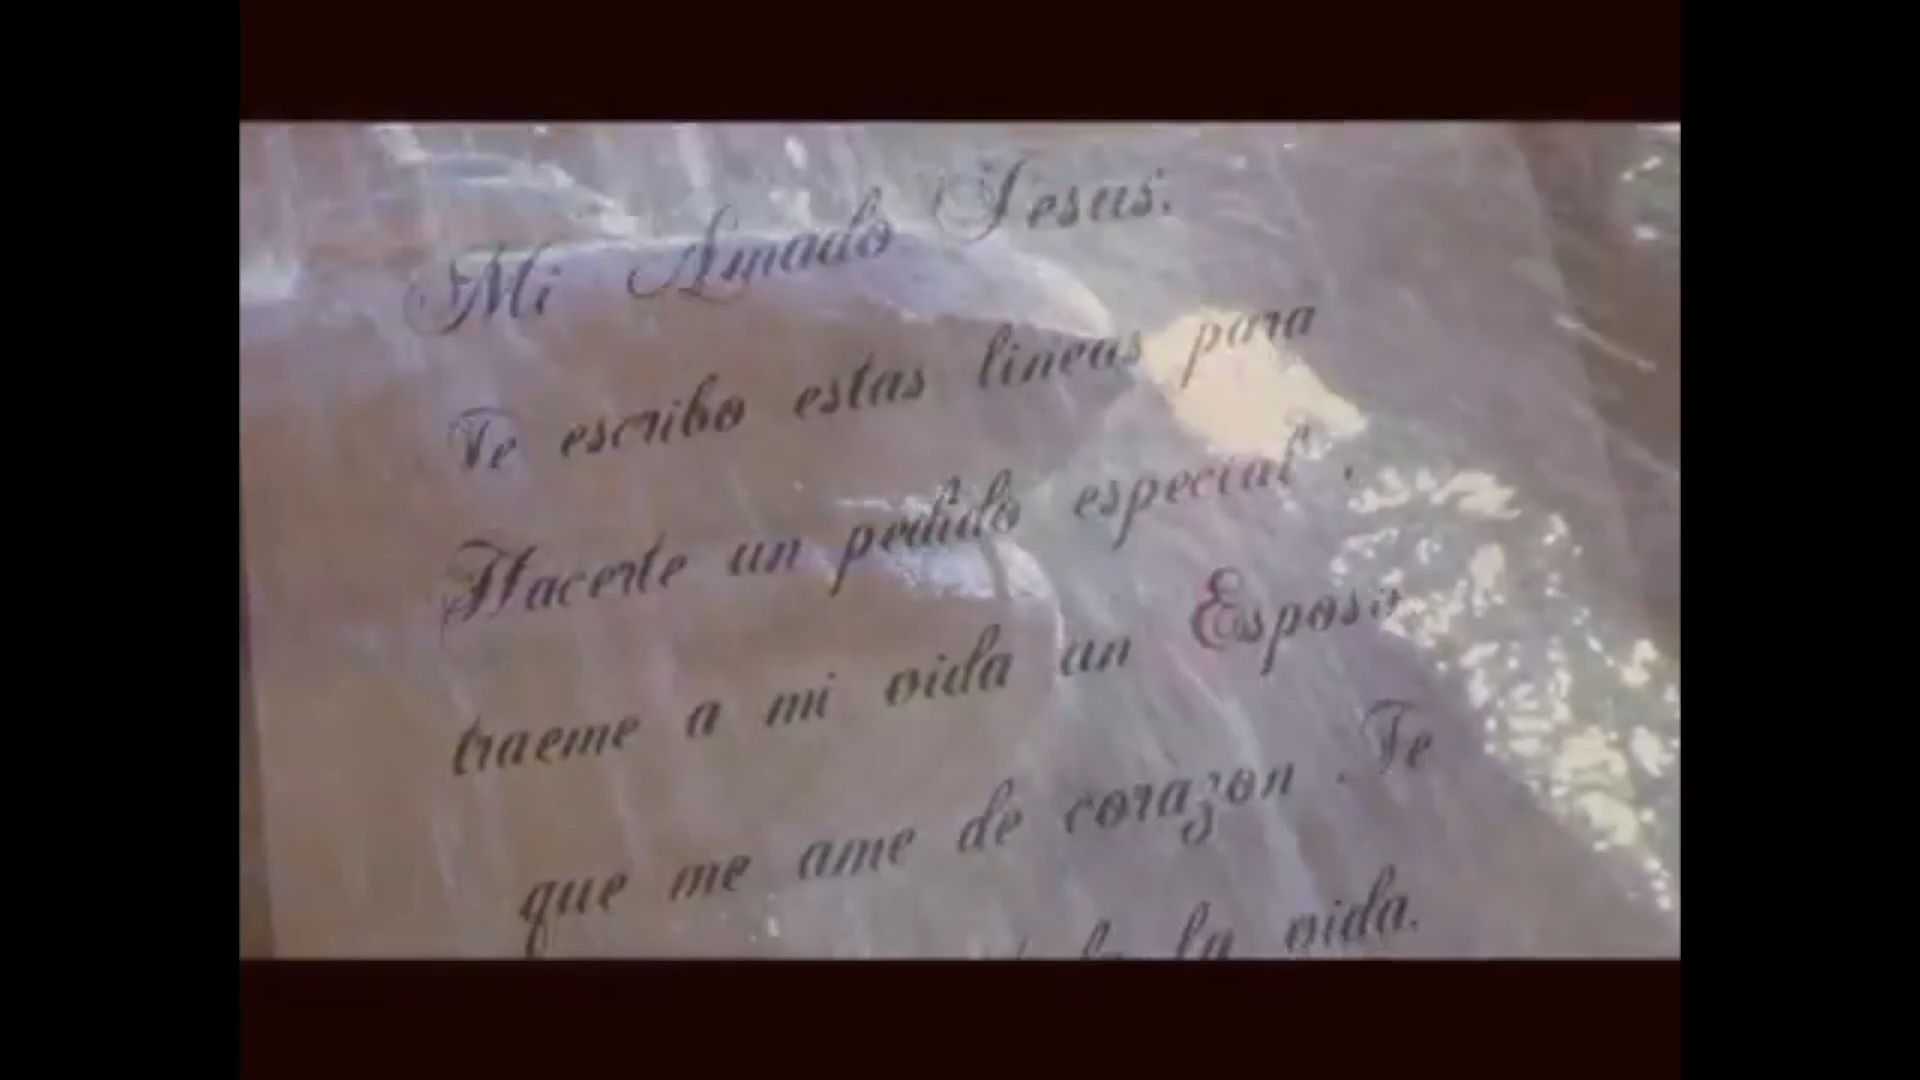 Mi Amado Jesus.
Te escribo estas lineas para
Hacerte un pedido especial .
traeme a mi vida un Esposo
que me ame de corazon .Te
la vida.